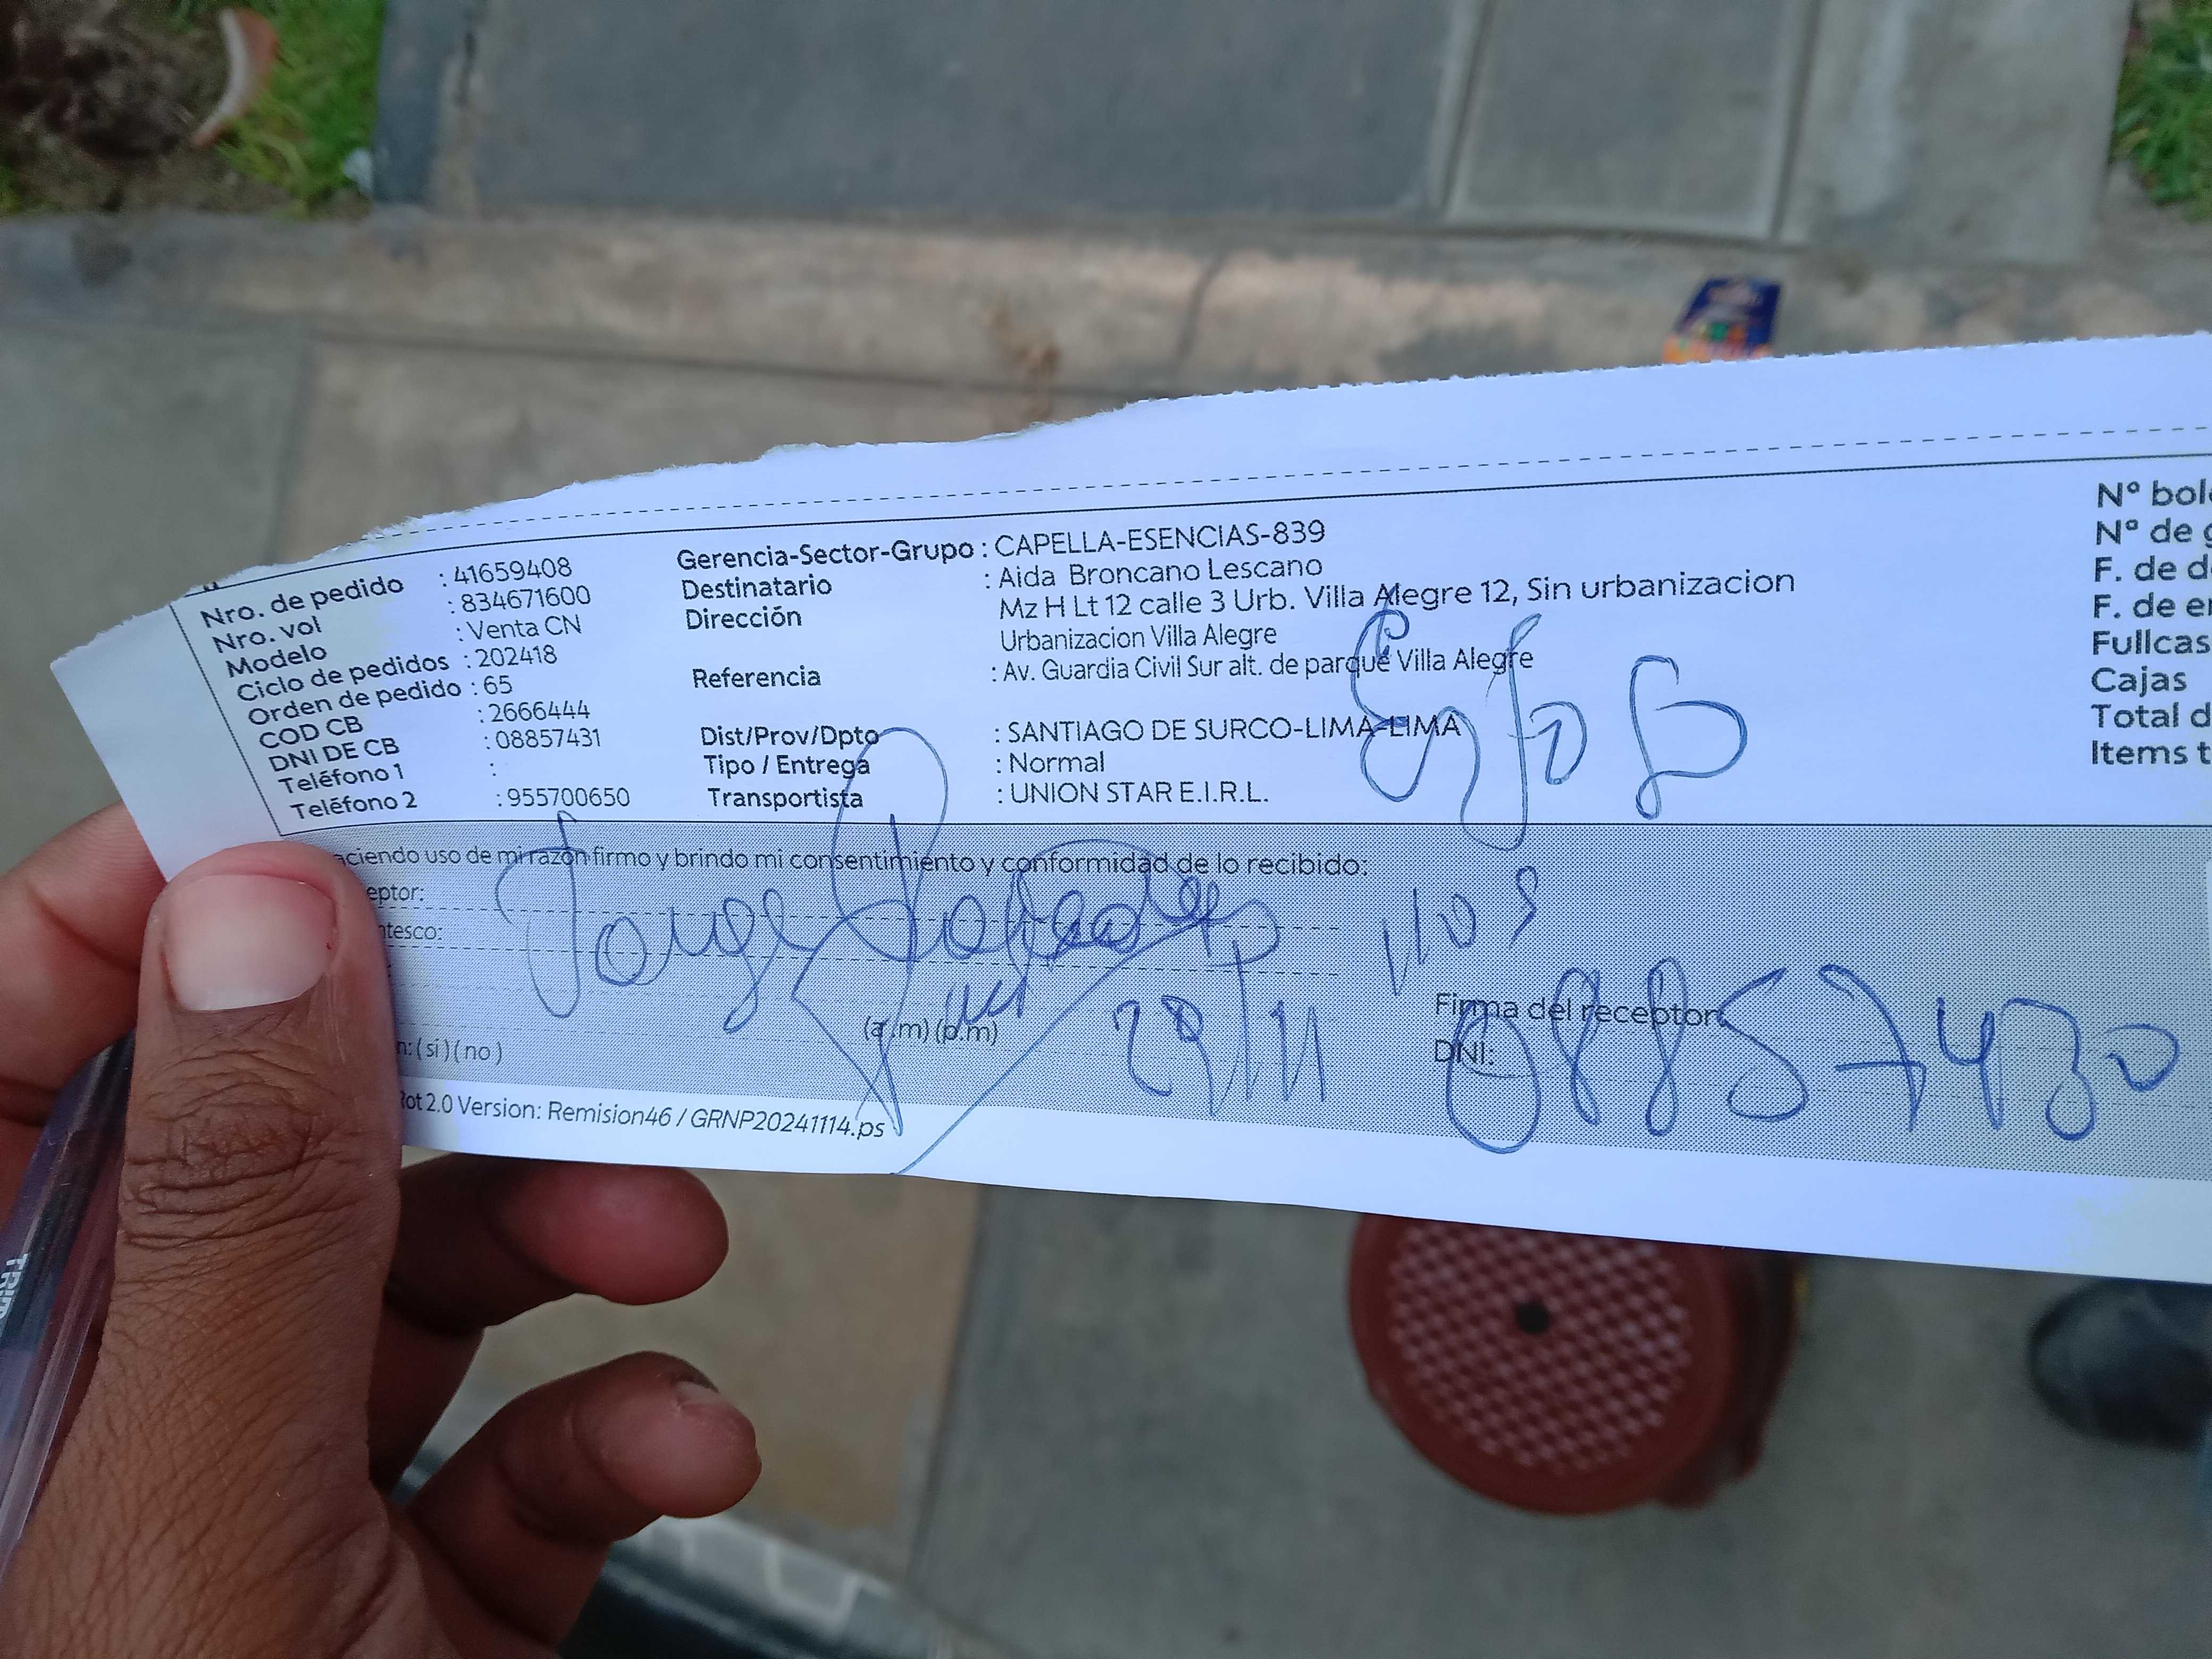 Nro. de pedido : 41659408
Nro. vol : 834671600
Modelo : Venta CN
Ciclo de pedidos : 202418
Orden de pedido : 65
COD CB : 2666444
DNI DE CB : 08857431
Teléfono 1 :
Teléfono 2 : 955700650
Gerencia-Sector-Grupo : CAPELLA-ESENCIAS-839
Destinatario : Aida Broncano Lescano
Dirección Mz H Lt 12 calle 3 Urb. Villa Alegre 12, Sin urbanizacion
Urbanizacion Villa Alegre
Referencia : Av. Guardia Civil Sur alt. de parque Villa Alegre
Dist/Prov/Dpto : SANTIAGO DE SURCO-LIMA-LIMA
Tipo / Entrega : Normal
Transportista : UNION STAR E.I.R.L.
N° bol
N° de g
F. de d
F. de e
Fullcas
Cajas
Total d
Items t
aciendo uso de mi razón firmo y brindo mi consentimiento y conformidad de lo recibido:
eptor:
ntesco:
Jorge
(a.m) (p.m)
29/11
Firma del receptor:
DNI: 08857430
n: (sí) (no)
Rot 2.0 Version: Remision46 / GRNP20241114.ps